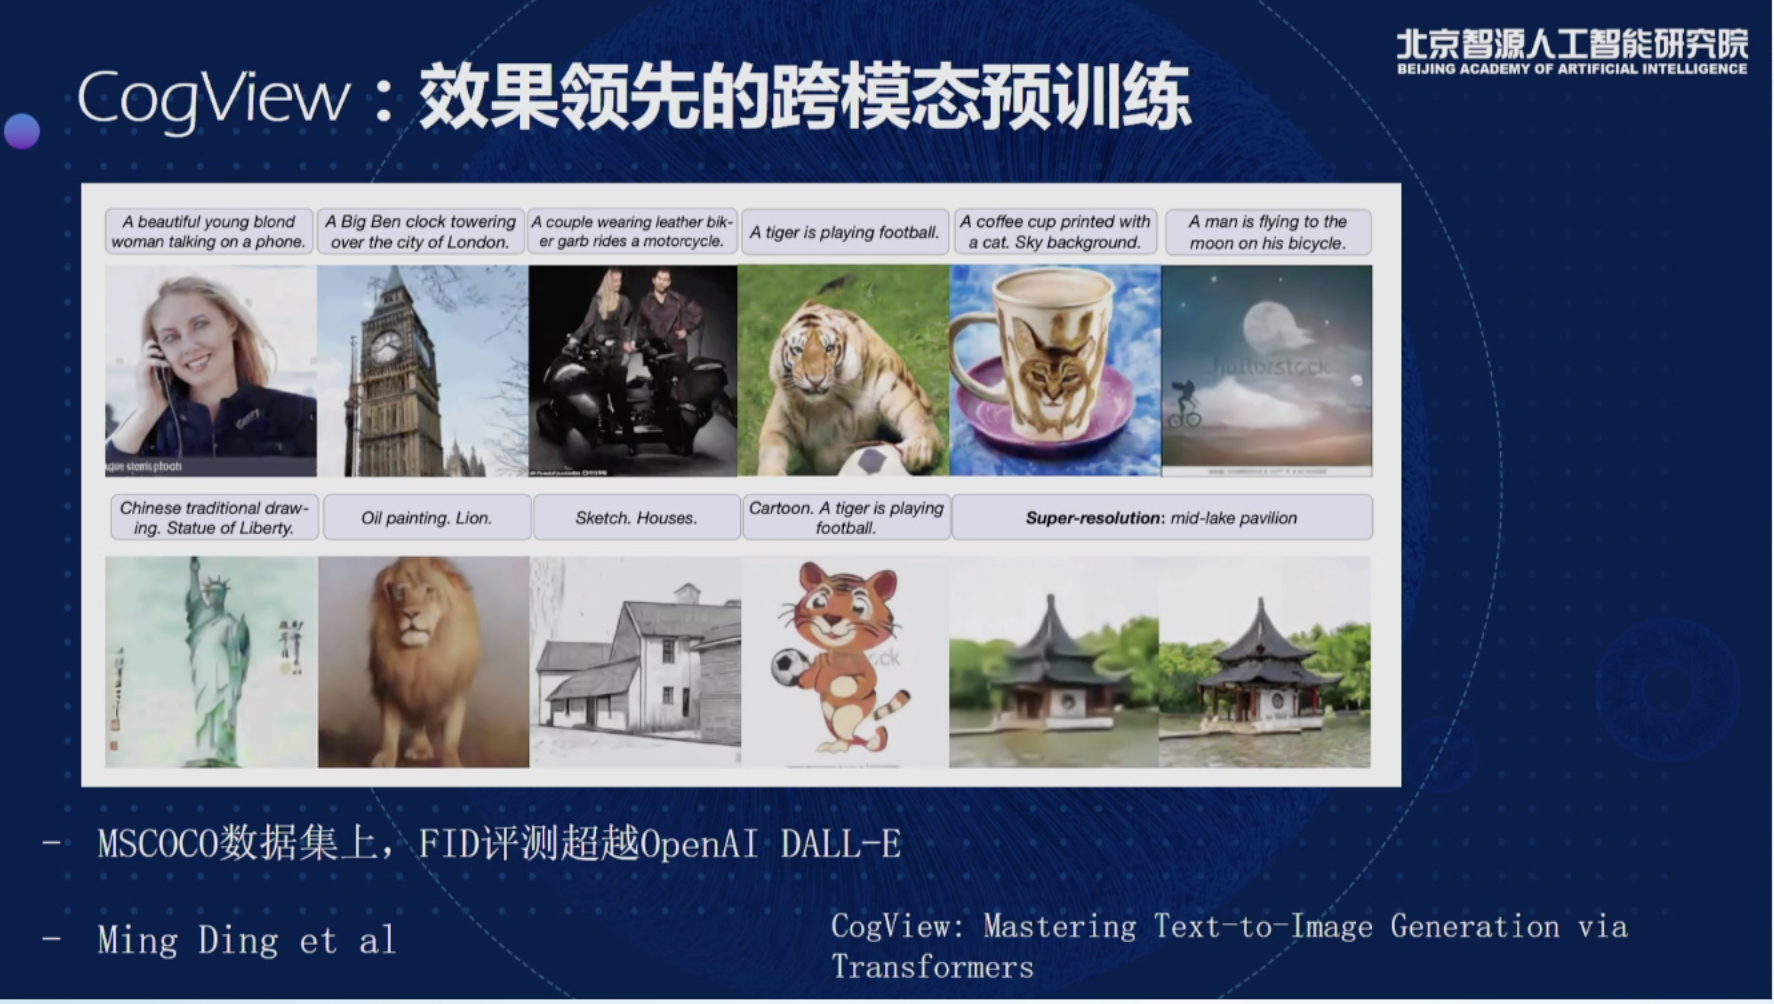 北京智源人工智能研究院
BEIJING ACADEMY OF ARTIFICIAL INTELLIGENCE
CogView：效果领先的跨模态预训练
A beautiful young blond
woman talking on a phone.
A Big Ben clock towering
over the city of London.
A couple wearing leather bik-
er garb rides a motorcycle.
A tiger is playing football.
A coffee cup printed with
a cat. Sky background.
A man is flying to the
moon on his bicycle.
Chinese traditional draw-
ing. Statue of Liberty.
Oil painting. Lion.
Sketch. Houses.
Cartoon. A tiger is playing
football.
Super-resolution: mid-lake pavilion
- MSCOCO数据集上，FID评测超越OpenAI DALL-E
- Ming Ding et al
CogView: Mastering Text-to-Image Generation via
Transformers